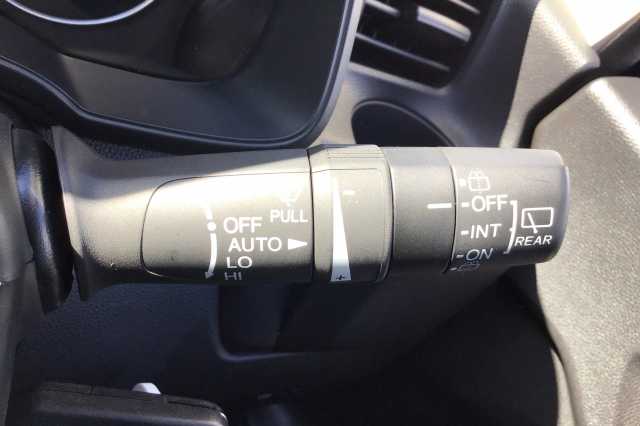 PULL
OFF
AUTO
LO
HI
- +
OFF
INT
ON
REAR